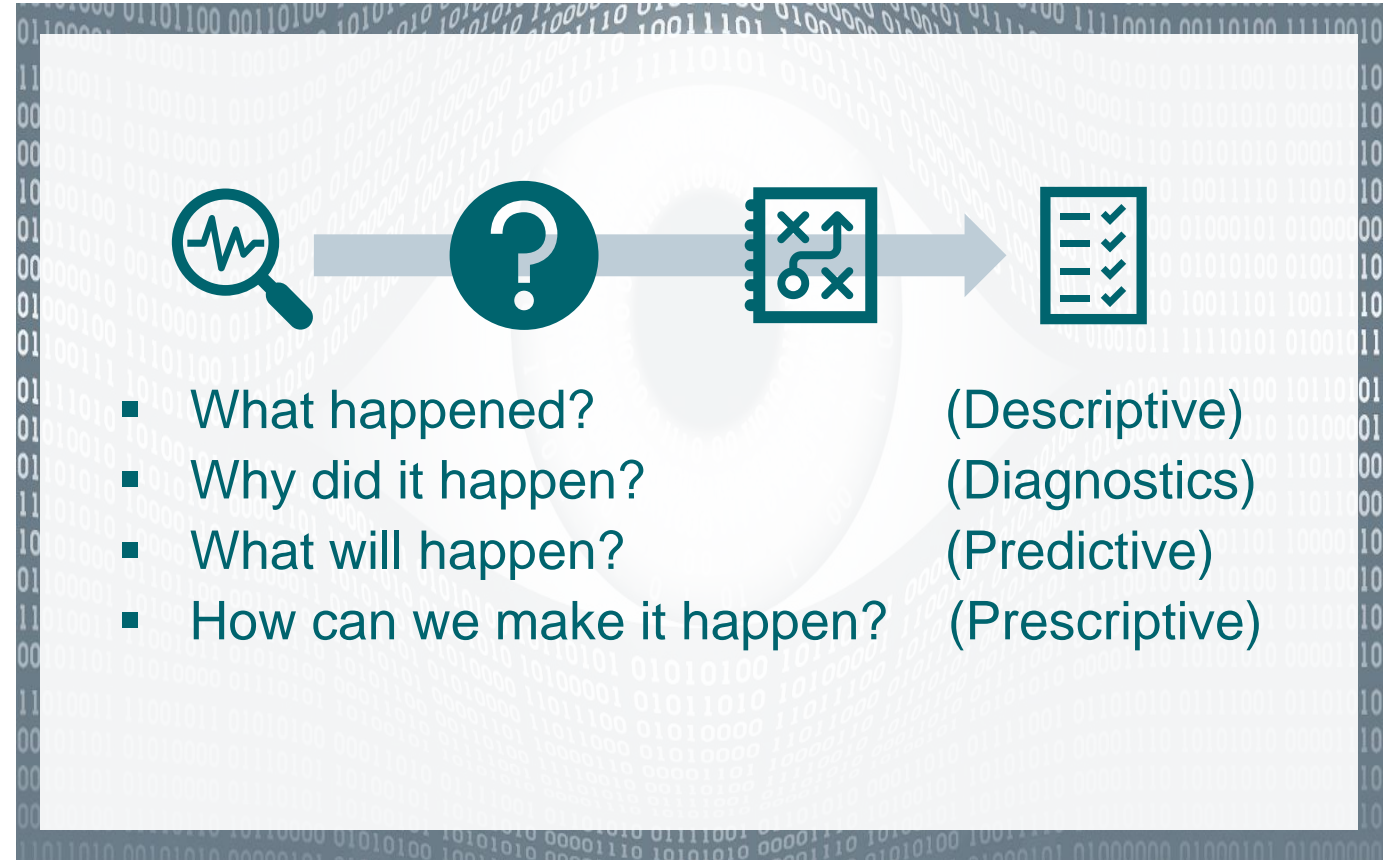 What happened? (Descriptive)
Why did it happen? (Diagnostics)
What will happen? (Predictive)
How can we make it happen? (Prescriptive)